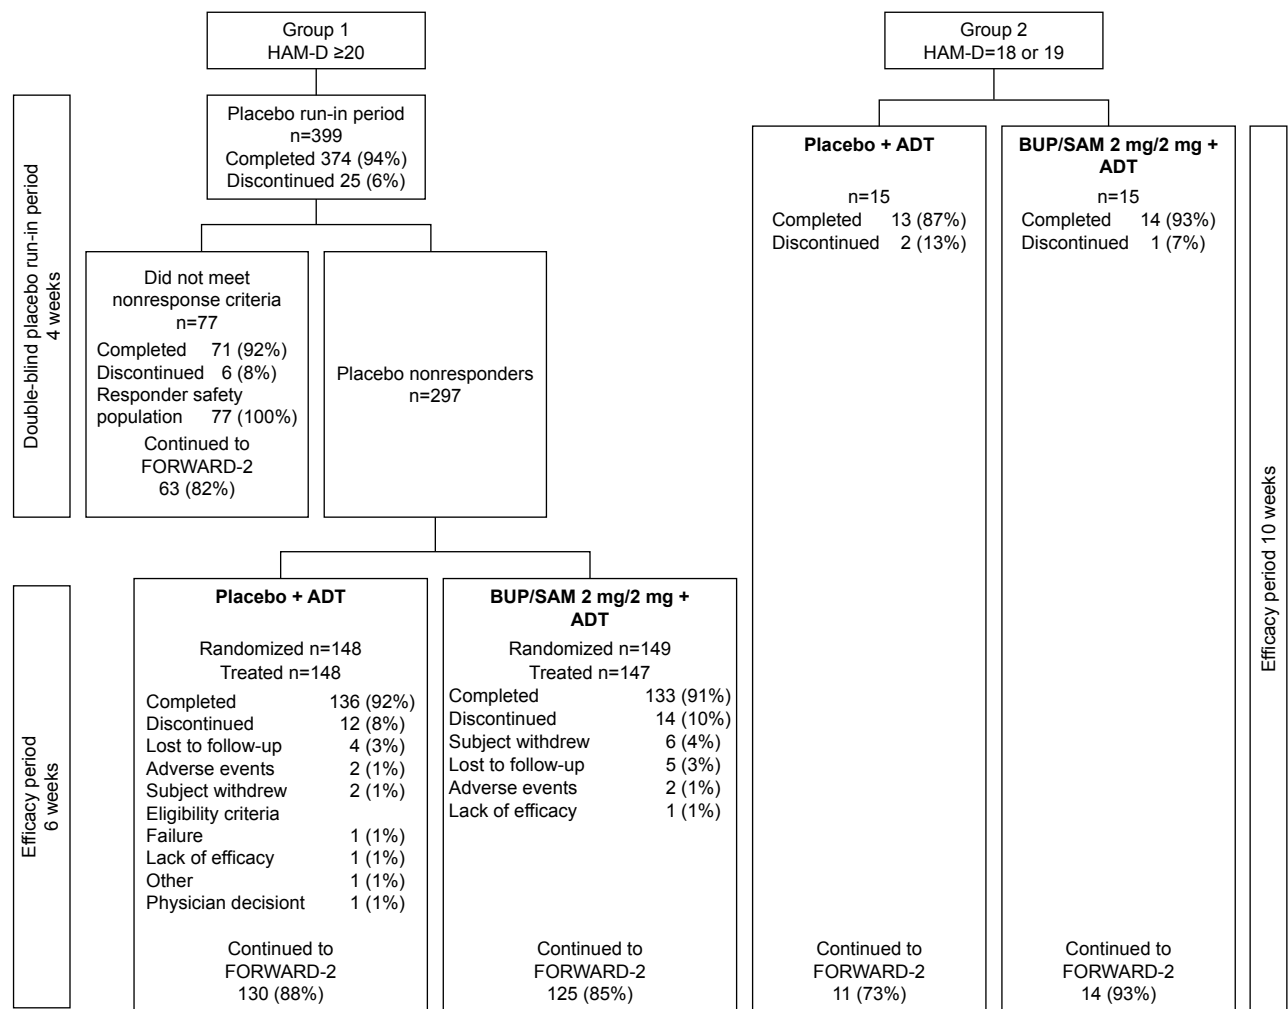 Group 1
HAM-D ≥20
Group 2
HAM-D=18 or 19
Double-blind placebo run-in period
4 weeks
Placebo run-in period
n=399
Completed 374 (94%)
Discontinued 25 (6%)
Did not meet
nonresponse criteria
n=77
Completed 71 (92%)
Discontinued 6 (8%)
Responder safety
population 77 (100%)
Continued to
FORWARD-2
63 (82%)
Placebo nonresponders
n=297
Efficacy period
6 weeks
Placebo + ADT
Randomized n=148
Treated n=148
Completed 136 (92%)
Discontinued 12 (8%)
Lost to follow-up 4 (3%)
Adverse events 2 (1%)
Subject withdrew 2 (1%)
Eligibility criteria
Failure 1 (1%)
Lack of efficacy 1 (1%)
Other 1 (1%)
Physician decisiont 1 (1%)
Continued to
FORWARD-2
130 (88%)
BUP/SAM 2 mg/2 mg +
ADT
Randomized n=149
Treated n=147
Completed 133 (91%)
Discontinued 14 (10%)
Subject withdrew 6 (4%)
Lost to follow-up 5 (3%)
Adverse events 2 (1%)
Lack of efficacy 1 (1%)
Continued to
FORWARD-2
125 (85%)
Placebo + ADT
n=15
Completed 13 (87%)
Discontinued 2 (13%)
Continued to
FORWARD-2
11 (73%)
BUP/SAM 2 mg/2 mg +
ADT
n=15
Completed 14 (93%)
Discontinued 1 (7%)
Continued to
FORWARD-2
14 (93%)
Efficacy period 10 weeks